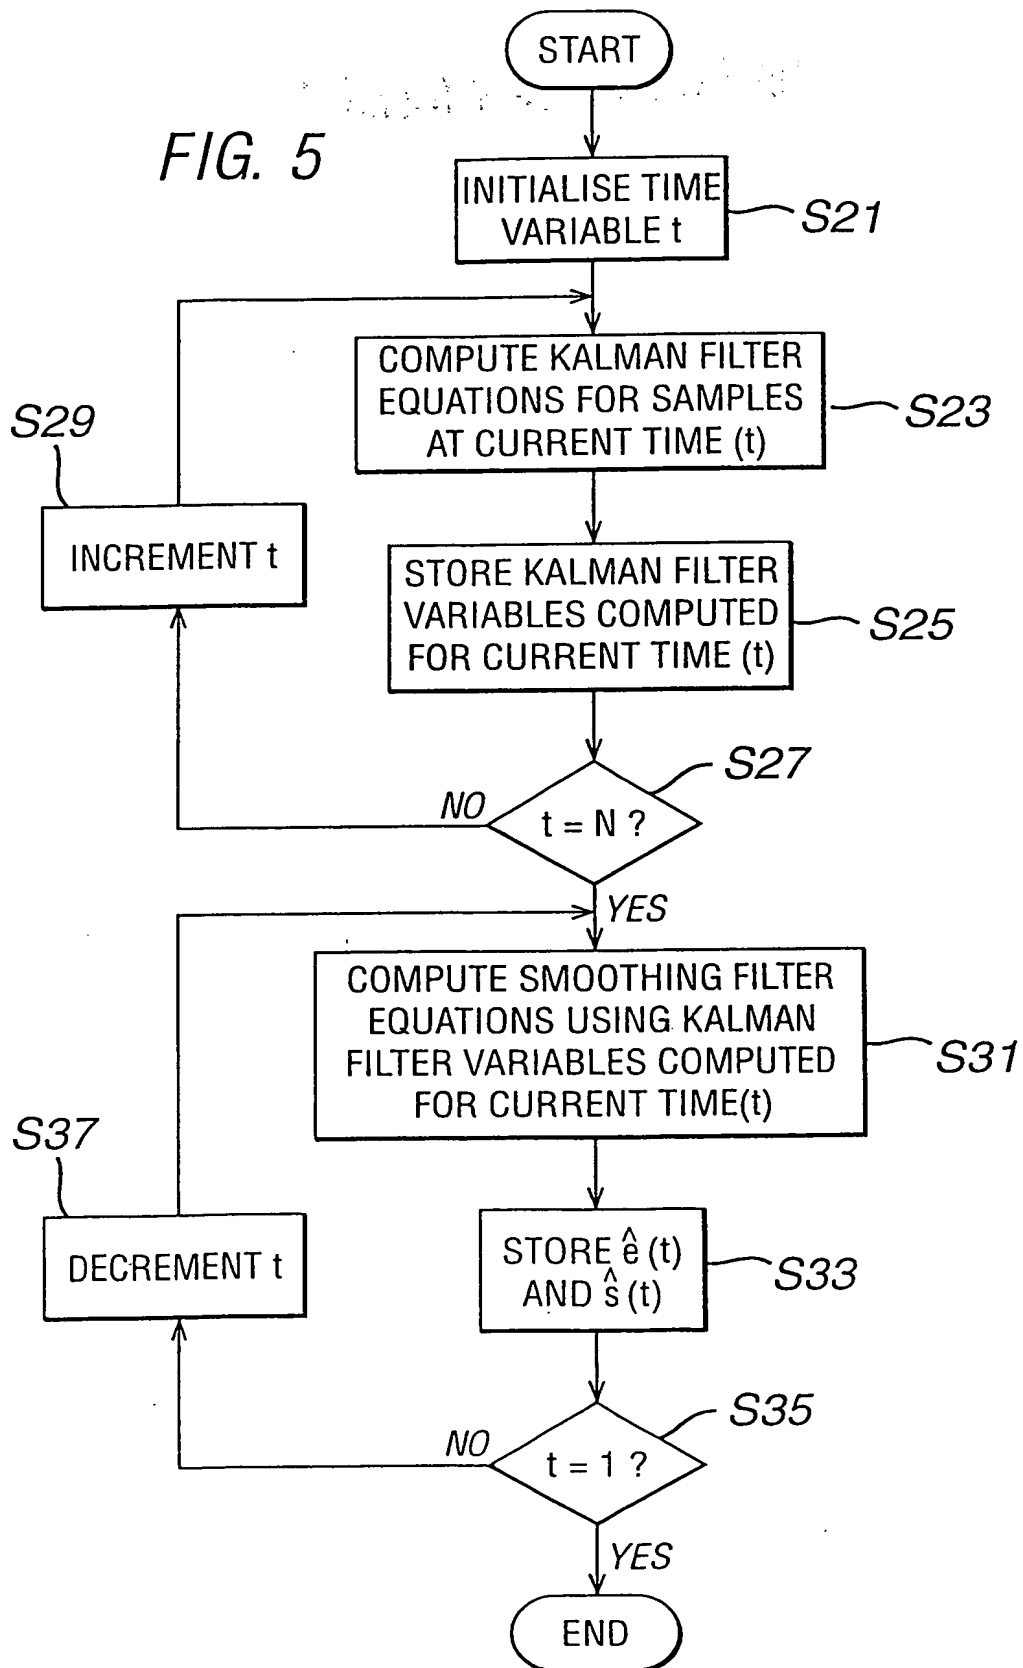 START
FIG. 5
INITIALISE TIME
VARIABLE t
S21
COMPUTE KALMAN FILTER
EQUATIONS FOR SAMPLES
AT CURRENT TIME (t)
S23
S29
INCREMENT t
STORE KALMAN FILTER
VARIABLES COMPUTED
FOR CURRENT TIME (t)
S25
S27
NO
t = N ?
YES
COMPUTE SMOOTHING FILTER
EQUATIONS USING KALMAN
FILTER VARIABLES COMPUTED
FOR CURRENT TIME(t)
S31
S37
DECREMENT t
STORE ê (t)
AND ŝ (t)
S33
S35
NO
t = 1 ?
YES
END